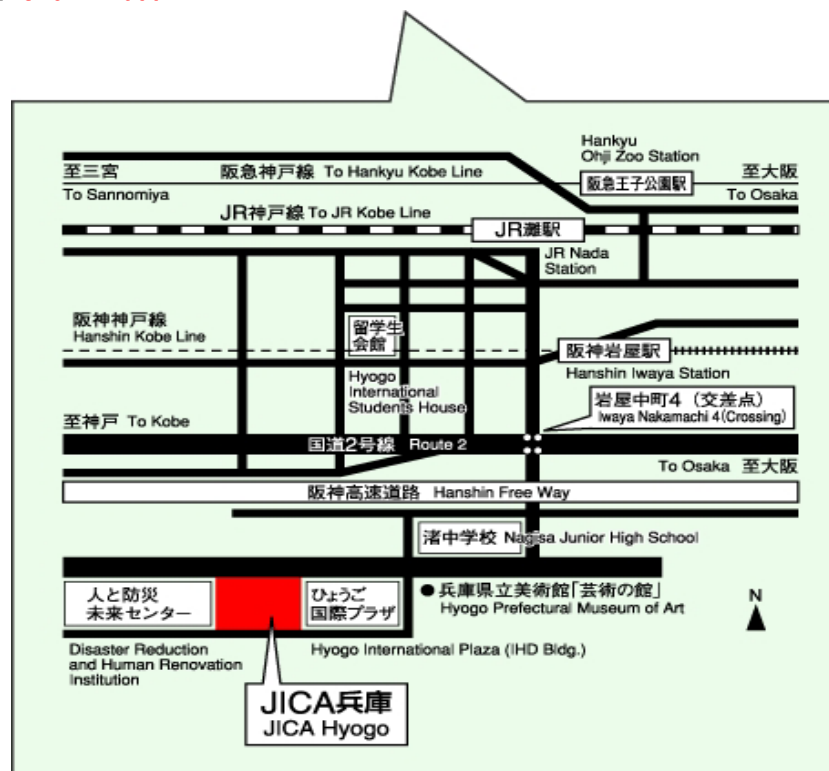 Hankyu
Ohji Zoo Station
至三宮
阪急神戸線 To Hankyu Kobe Line
阪急王子公園駅
至大阪
To Sannomiya
To Osaka
JR神戸線 To JR Kobe Line
JR灘駅
JR Nada
Station
阪神神戸線
Hanshin Kobe Line
留学生
会館
阪神岩屋駅
Hanshin Iwaya Station
Hyogo
International
Students House
岩屋中町4（交差点）
Iwaya Nakamachi 4(Crossing)
至神戸 To Kobe
国道2号線 Route 2
To Osaka 至大阪
阪神高速道路 Hanshin Free Way
渚中学校 Nagisa Junior High School
人と防災
未来センター
ひょうご
国際プラザ
●兵庫県立美術館「芸術の館」
Hyogo Prefectural Museum of Art
N
Disaster Reduction
and Human Renovation
Institution
Hyogo International Plaza (IHD Bldg.)
JICA兵庫
JICA Hyogo